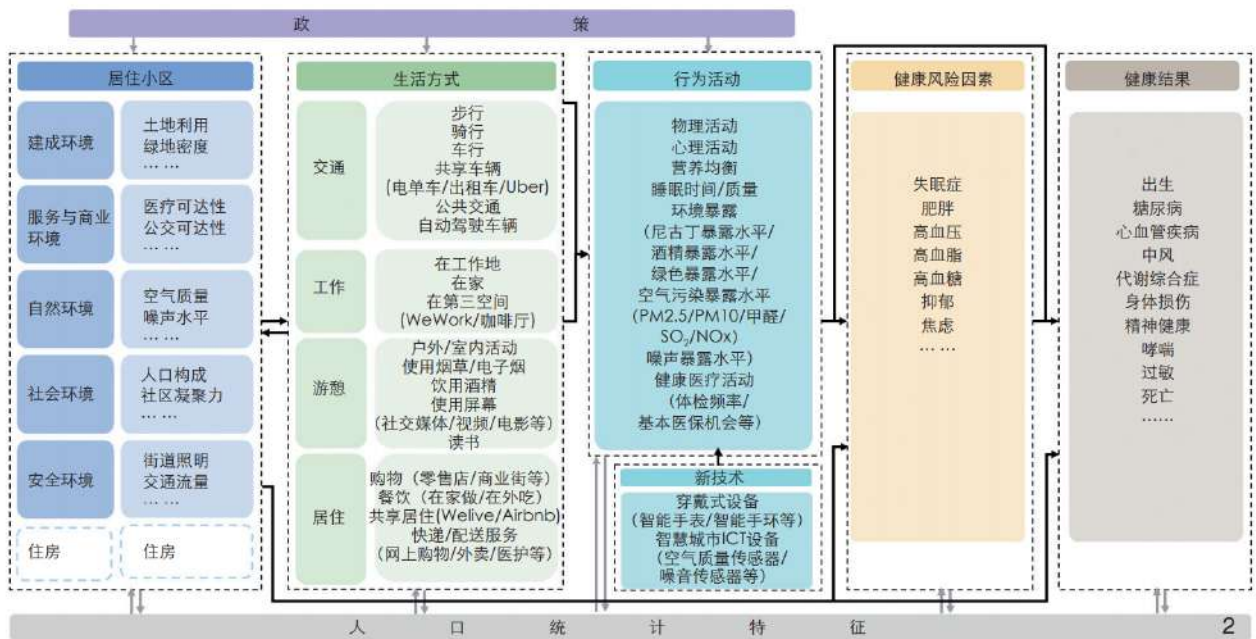 政 策
居住小区
建成环境
土地利用
绿地密度
… …
服务与商业
环境
医疗可达性
公交可达性
… …
自然环境
空气质量
噪声水平
… …
社会环境
人口构成
社区凝聚力
… …
安全环境
街道照明
交通流量
… …
住房
住房
生活方式
交通
步行
骑行
车行
共享车辆
(电单车/出租车/Uber)
公共交通
自动驾驶车辆
工作
在工作地
在家
在第三空间
(WeWork/咖啡厅)
游憩
户外/室内活动
使用烟草/电子烟
饮用酒精
使用屏幕
(社交媒体/视频/电影等)
读书
居住
购物（零售店/商业街等）
餐饮（在家做/在外吃）
共享居住(Welive/Airbnb)
快递/配送服务
(网上购物/外卖/医护等)
行为活动
物理活动
心理活动
营养均衡
睡眠时间/质量
环境暴露
(尼古丁暴露水平/
酒精暴露水平/
绿色暴露水平/
空气污染暴露水平
(PM2.5/PM10/甲醛/
SO₂/NOx)
噪声暴露水平)
健康医疗活动
(体检频率/
基本医保机会等)
新技术
穿戴式设备
(智能手表/智能手环等)
智慧城市ICT设备
(空气质量传感器/
噪音传感器等)
健康风险因素
失眠症
肥胖
高血压
高血脂
高血糖
抑郁
焦虑
… …
健康结果
出生
糖尿病
心血管疾病
中风
代谢综合症
身体损伤
精神健康
哮喘
过敏
死亡
……
人 口 统 计 特 征
2